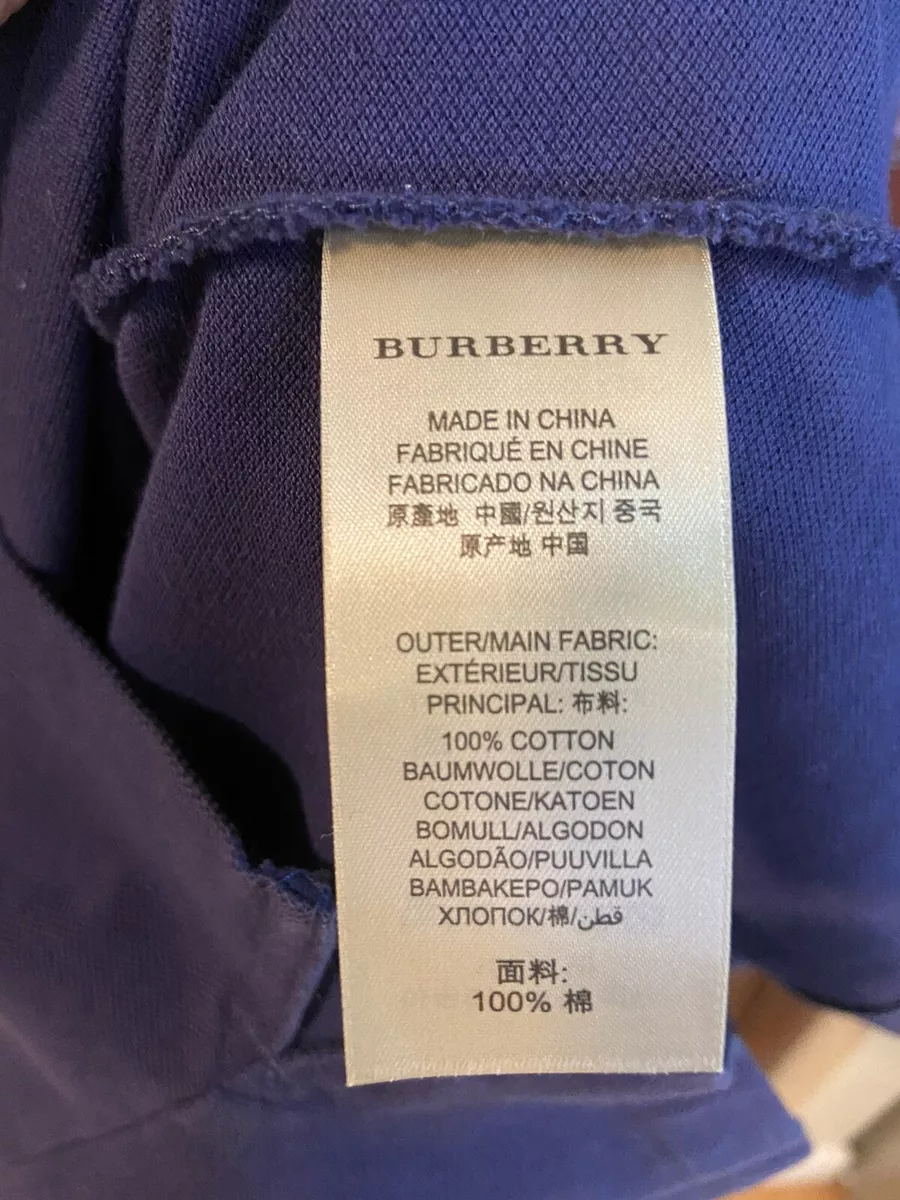 BURBERRY
MADE IN CHINA
FABRIQUÉ EN CHINE
FABRICADO NA CHINA
原產地 中國/원산지 중국
原产地 中国
OUTER/MAIN FABRIC:
EXTÉRIEUR/TISSU
PRINCIPAL: 布料:
100% COTTON
BAUMWOLLE/COTON
COTONE/KATOEN
BOMULL/ALGODON
ALGODÃO/PUUVILLA
BAMBAKEPO/PAMUK
ХЛОПОК/棉/قطن
面料:
100% 棉